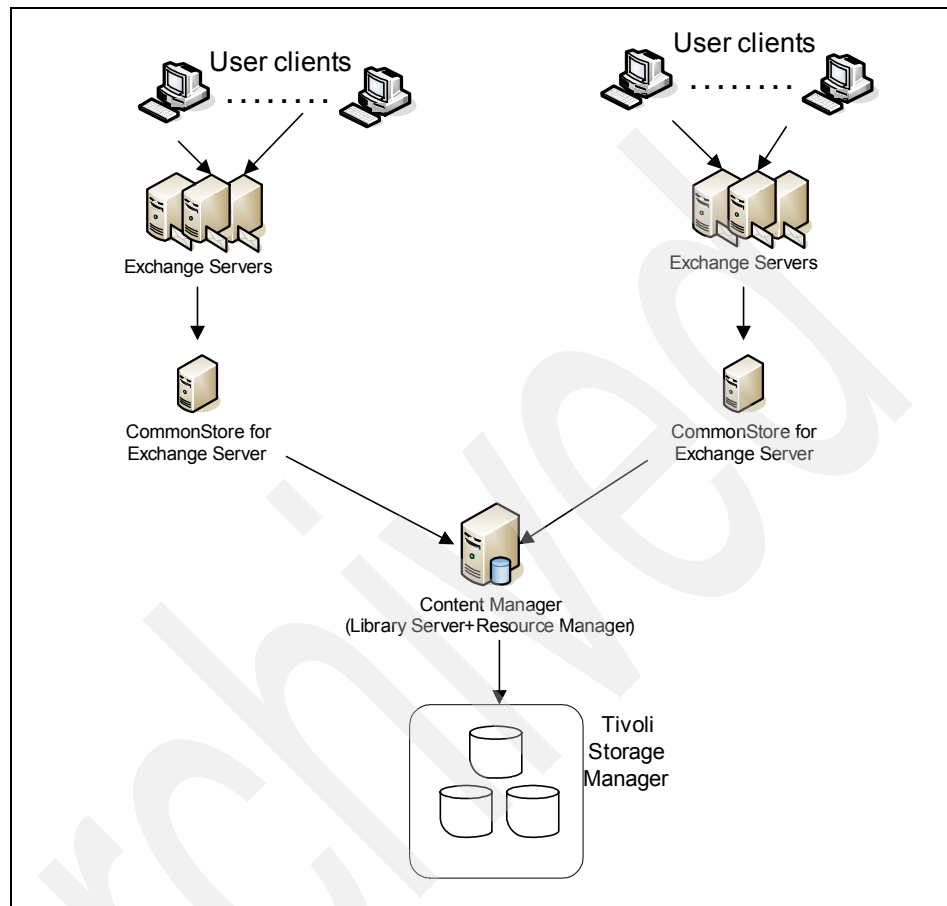 User clients
User clients
Exchange Servers
Exchange Servers
CommonStore for
Exchange Server
CommonStore for
Exchange Server
Content Manager
(Library Server+Resource Manager)
Tivoli
Storage
Manager
rchived